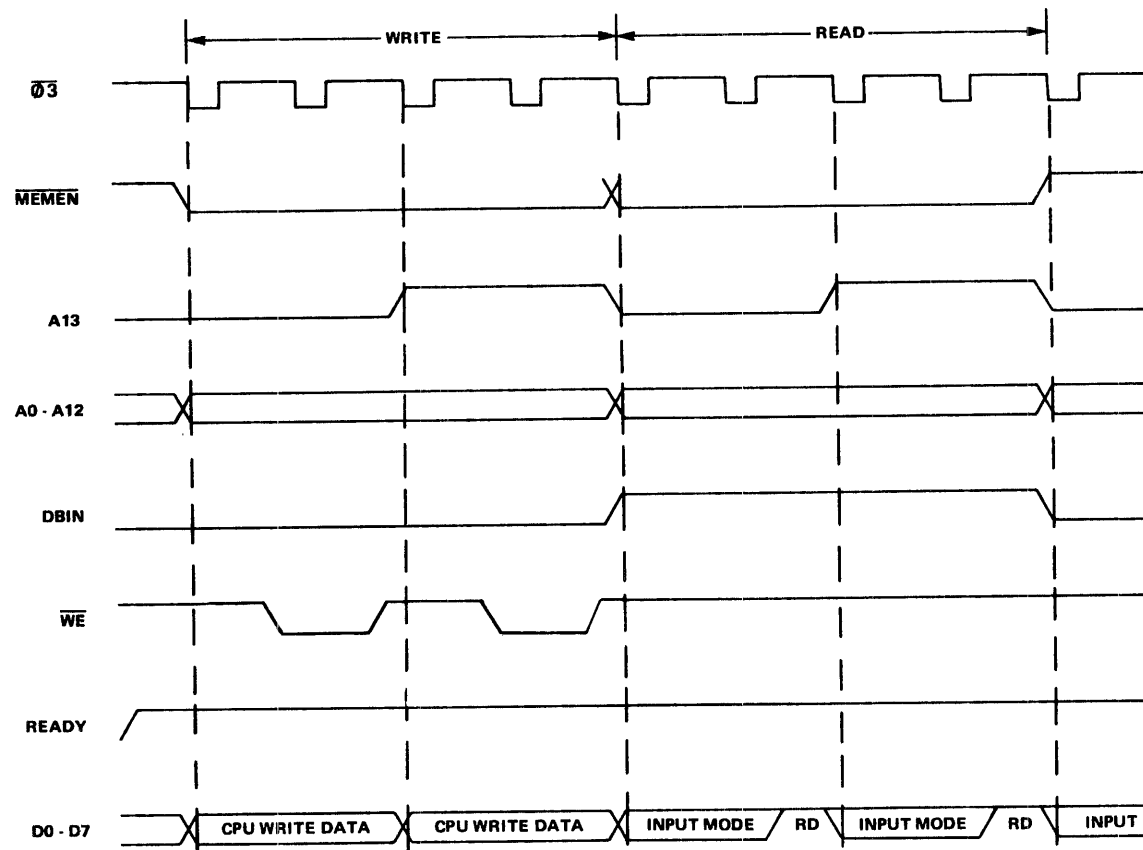 WRITE
READ
Ø3
MEMEN
A13
A0 - A12
DBIN
WE
READY
D0 - D7
CPU WRITE DATA
CPU WRITE DATA
INPUT MODE
RD
INPUT MODE
RD
INPUT